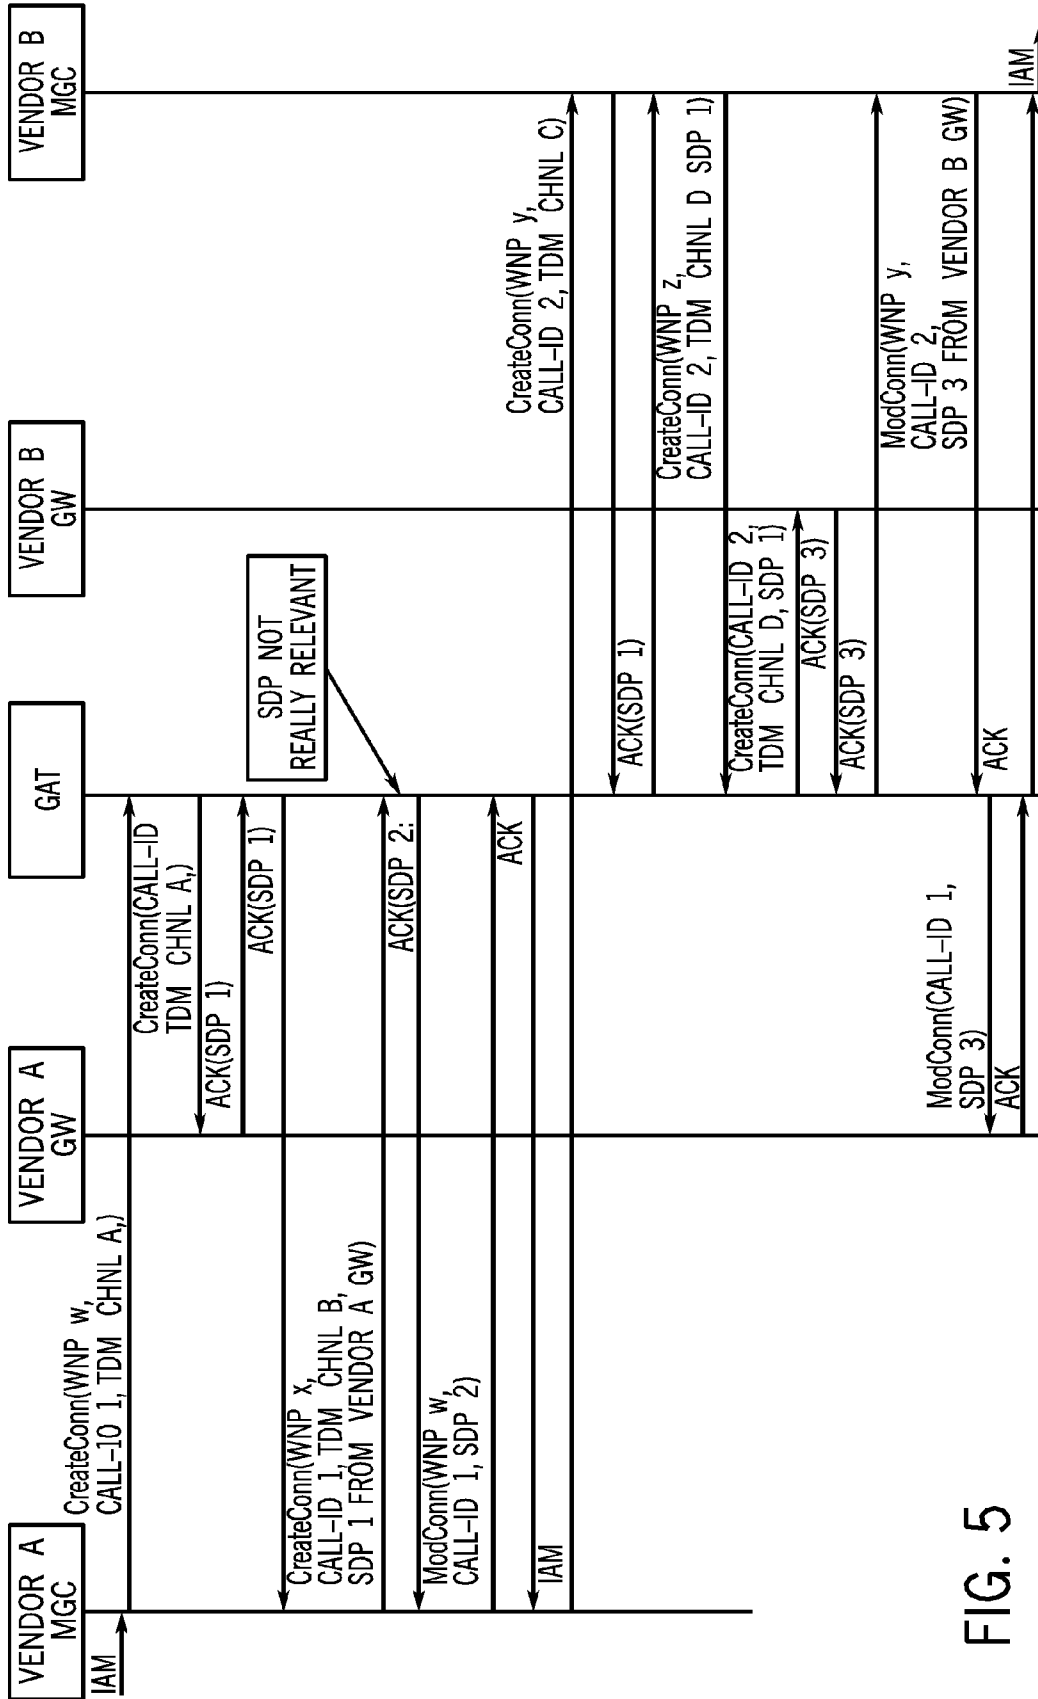 VENDOR A
MGC
VENDOR A
GW
GAT
VENDOR B
GW
VENDOR B
MGC
IAM
CreateConn(WNP w,
CALL-IO 1, TDM CHNL A,)
CreateConn(CALL-ID
TDM CHNL A,)
ACK(SDP 1)
ACK(SDP 1)
CreateConn(WNP x,
CALL-ID 1, TDM CHNL B,
SDP 1 FROM VENDOR A GW)
SDP NOT
REALLY RELEVANT
ACK(SDP 2:
ModConn(WNP w,
CALL-ID 1, SDP 2)
ACK
IAM
CreateConn(WNP y,
CALL-ID 2, TDM CHNL C)
ACK(SDP 1)
CreateConn(WNP z,
CALL-ID 2, TDM CHNL D SDP 1)
CreateConn(CALL-ID 2,
TDM CHNL D, SDP 1)
ACK(SDP 3)
ACK(SDP 3)
ModConn(WNP y,
CALL-ID 2,
SDP 3 FROM VENDOR B GW)
ACK
ModConn(CALL-ID 1,
SDP 3)
ACK
IAM
FIG. 5